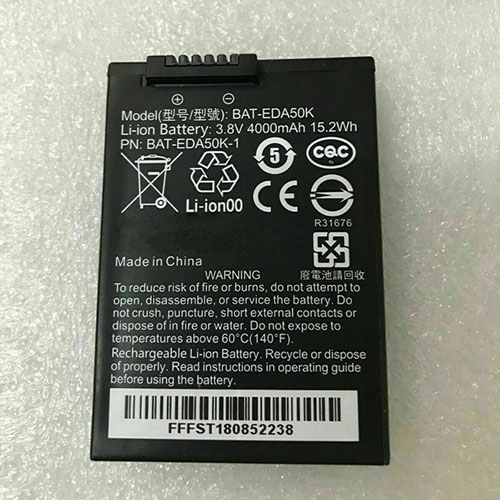 Model(型号/型號): BAT-EDA50K
Li-ion Battery: 3.8V 4000mAh 15.2Wh
PN: BAT-EDA50K-1
5
CQC
Li-ion00
R31676
Made in China
廢電池請回收
WARNING
To reduce risk of fire or burns, do not attempt to
open, disassemble, or service the battery. Do
not crush, puncture, short external contacts or
dispose of in fire or water. Do not expose to
temperatures above 60°C(140°F).
Rechargeable Li-ion Battery. Recycle or dispose
of properly. Read instructions in operating guide
before battery use.
FFFST180852238